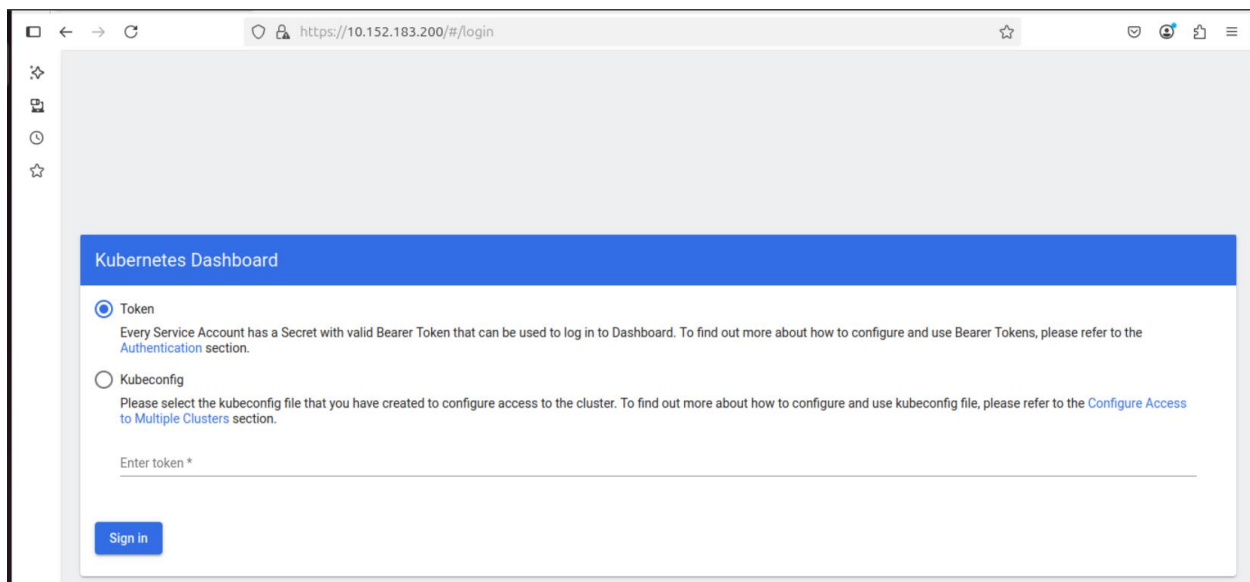 https://10.152.183.200/#/login
Kubernetes Dashboard
Token
Every Service Account has a Secret with valid Bearer Token that can be used to log in to Dashboard. To find out more about how to configure and use Bearer Tokens, please refer to the
Authentication section.
Kubeconfig
Please select the kubeconfig file that you have created to configure access to the cluster. To find out more about how to configure and use kubeconfig file, please refer to the Configure Access
to Multiple Clusters section.
Enter token *
Sign in